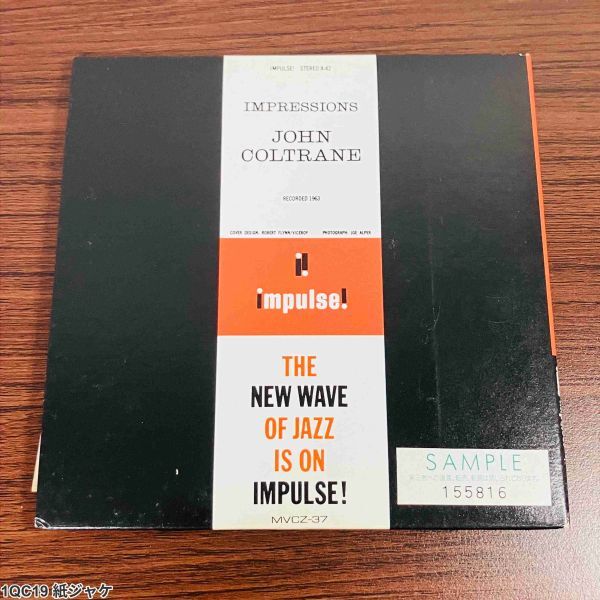 IMPULSE! STEREO A-42
IMPRESSIONS
JOHN
COLTRANE
RECORDED 1963
COVER DESIGN: ROBERT FLYNN/VICEROY PHOTOGRAPH: JOE ALPER
impulse!
THE
NEW WAVE
OF JAZZ
IS ON
IMPULSE!
MVCZ-37
SAMPLE
155816
1QC19 紙ジャケ